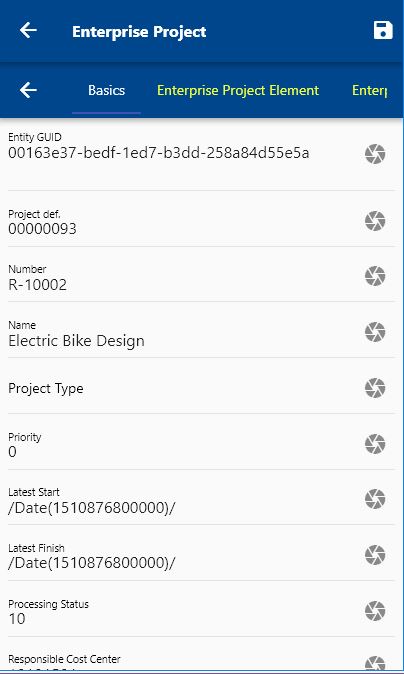 Enterprise Project
Basics Enterprise Project Element
Entity GUID
00163e37-bedf-1ed7-b3dd-258a84d55e5a
Project def.
00000093
Number
R-10002
Name
Electric Bike Design
Project Type
Priority
0
Latest Start
/Date(1510876800000)/
Latest Finish
/Date(1510876800000)/
Processing Status
10
Responsible Cost Center